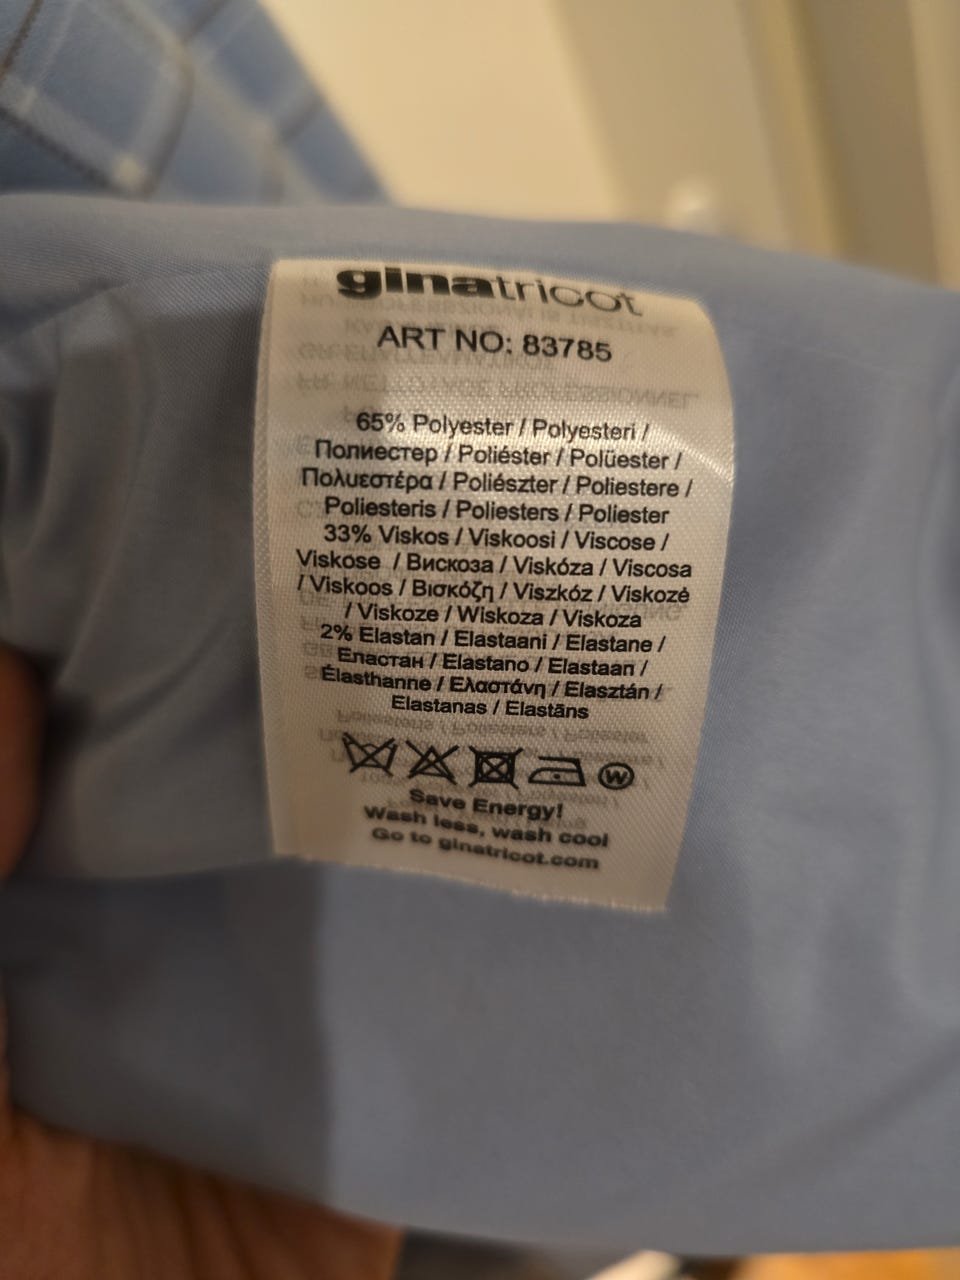 ginatricot
ART NO: 83785
65% Polyester / Polyesteri /
Полиестер / Poliéster / Polüester /
Πολυεστέρα / Poliészter / Poliestere /
Poliesteris / Poliesters / Poliester
33% Viskos / Viskoosi / Viscose /
Viskose / Вискоза / Viskóza / Viscosa
/ Viskoos / Βισκόζη / Viszkóz / Viskozė
/ Viskoze / Wiskoza / Viskoza
2% Elastan / Elastaani / Elastane /
Еластан / Elastano / Elastaan /
Élasthanne / Ελαστάνη / Elasztán /
Elastanas / Elastāns
W
Save Energy!
Wash less, wash cool
Go to ginatricot.com